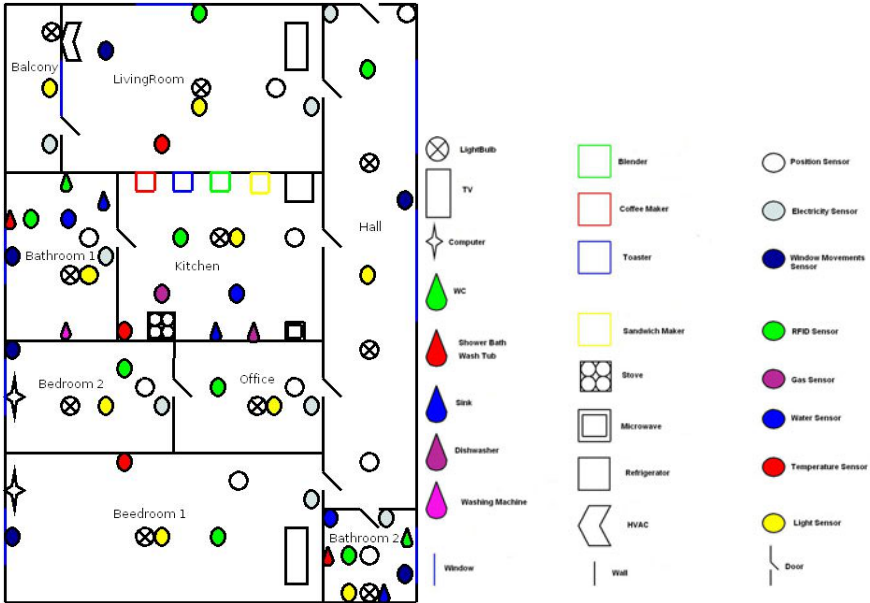 Balcony
LivingRoom
Hall
Bathroom 1
Kitchen
Bedroom 2
Office
Beedroom 1
Bathroom 2
LightBulb
TV
Computer
WC
Shower Bath
Wash Tub
Sink
Dishwasher
Washing Machine
Window
Blender
Coffee Maker
Toaster
Sandwich Maker
Stove
Microwave
Refrigerator
HVAC
Wall
Position Sensor
Electricity Sensor
Window Movements
Sensor
RFID Sensor
Gas Sensor
Water Sensor
Temperature Sensor
Light Sensor
Door